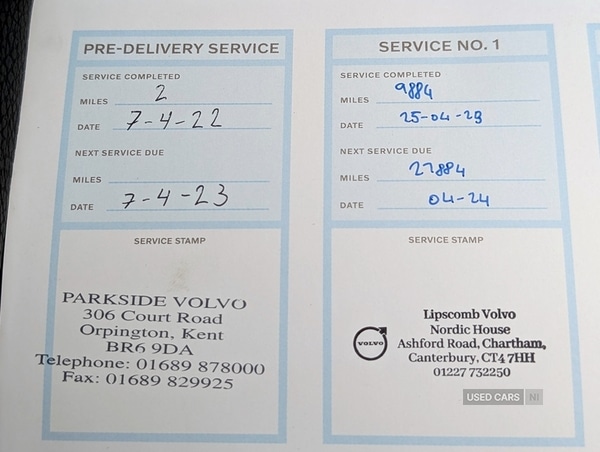 PRE-DELIVERY SERVICE
SERVICE COMPLETED
MILES 2
DATE 7-4-22
NEXT SERVICE DUE
MILES
DATE 7-4-23
SERVICE STAMP
PARKSIDE VOLVO
306 Court Road
Orpington, Kent
BR6 9DA
Telephone: 01689 878000
Fax: 01689 829925
SERVICE NO. 1
SERVICE COMPLETED
MILES 9884
DATE 25-04-23
NEXT SERVICE DUE
MILES 27884
DATE 04-24
SERVICE STAMP
VOLVO
Lipscomb Volvo
Nordic House
Ashford Road, Chartham,
Canterbury, CT4 7HH
01227 732250
USED CARS NI